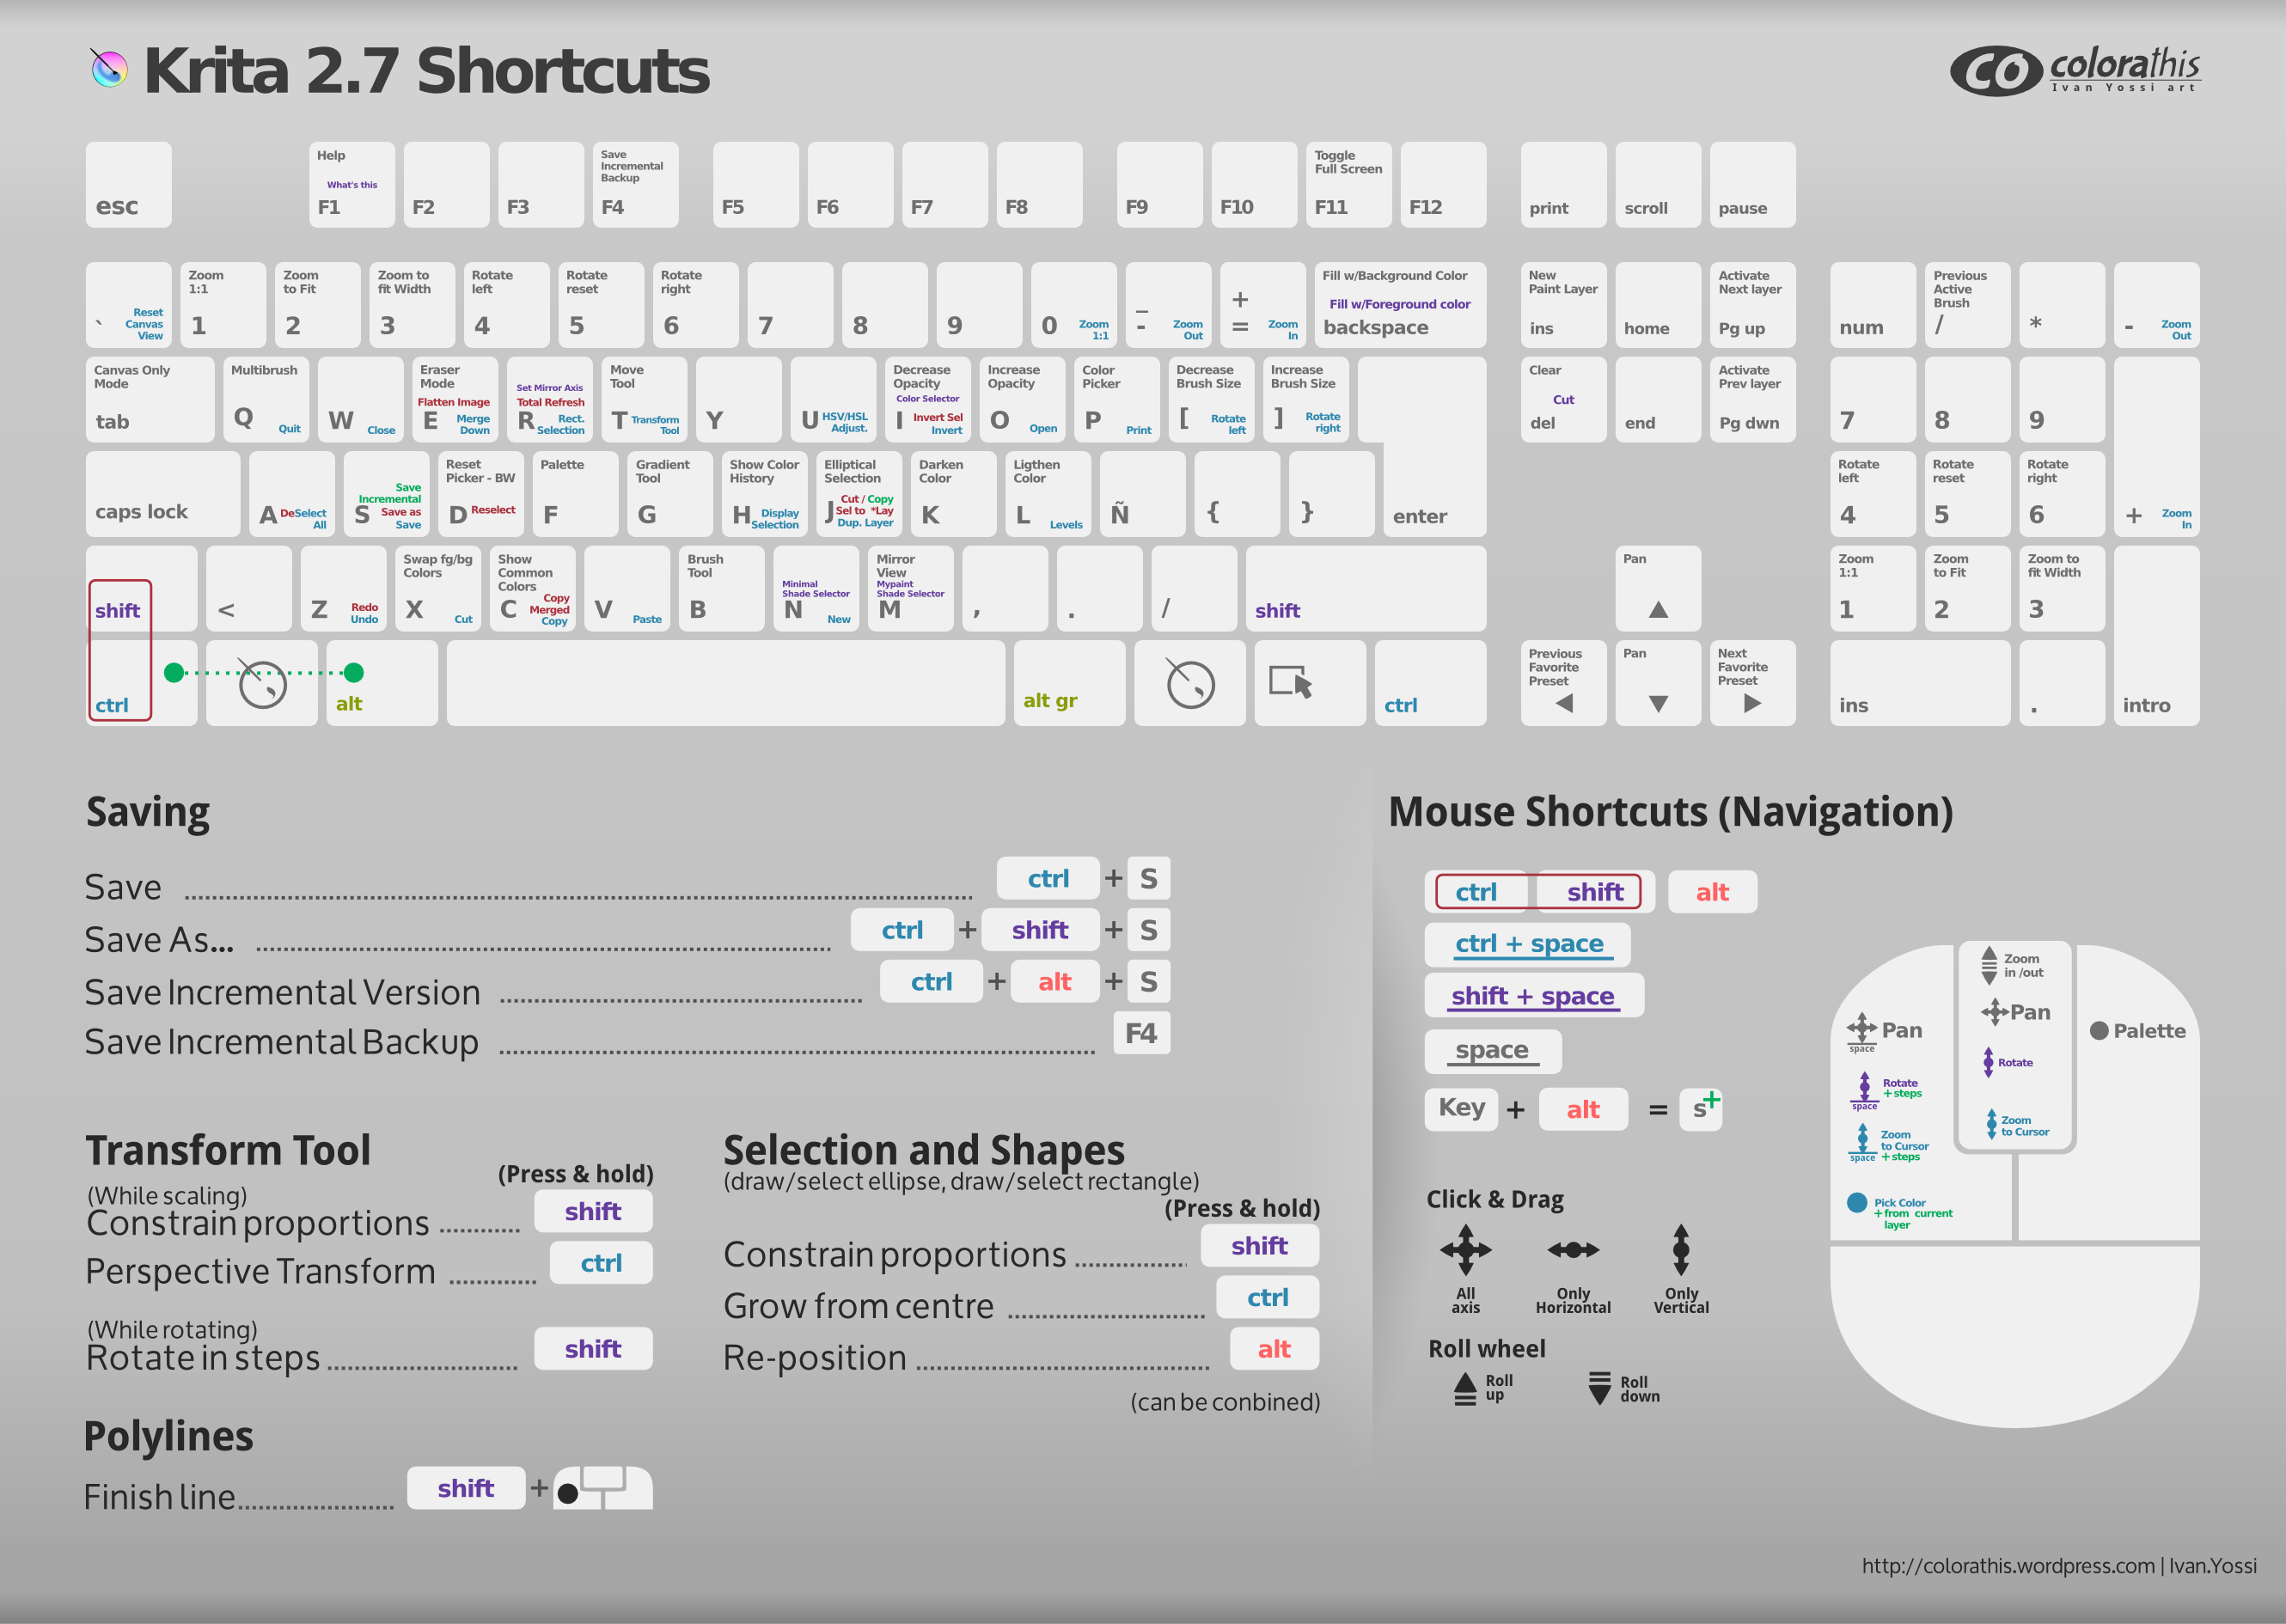 Krita 2.7 Shortcuts
CO colorathis
Ivan Yossi art
esc
Help
What's this
F1
F2
F3
Save
Incremental
Backup
F4
F5
F6
F7
F8
F9
F10
Toggle
Full Screen
F11
F12
print
scroll
pause
`
Reset
Canvas
View
Zoom
1:1
1
Zoom
to Fit
2
Zoom to
fit Width
3
Rotate
left
4
Rotate
reset
5
Rotate
right
6
7
8
9
0
Zoom
1:1
_
-
Zoom
Out
+
=
Zoom
In
Fill w/Background Color
Fill w/Foreground color
backspace
New
Paint Layer
ins
home
Activate
Next layer
Pg up
num
Previous
Active
Brush
/
*
-
Zoom
Out
Canvas Only
Mode
tab
Multibrush
Q
Quit
W
Close
Eraser
Mode
Flatten Image
E
Merge
Down
Set Mirror Axis
Total Refresh
R
Rect.
Selection
Move
Tool
T
Transform
Tool
Y
U
HSV/HSL
Adjust.
Decrease
Opacity
Color Selector
I
Invert Sel
Invert
Increase
Opacity
O
Open
Color
Picker
P
Print
Decrease
Brush Size
[
Rotate
left
Increase
Brush Size
]
Rotate
right
Clear
Cut
del
end
Activate
Prev layer
Pg dwn
7
8
9
caps lock
A
DeSelect
All
S
Save
Incremental
Save as
Save
Reset
Picker - BW
D
Reselect
Palette
F
Gradient
Tool
G
Show Color
History
H
Display
Selection
Elliptical
Selection
J
Cut / Copy
Sel to *Lay
Dup. Layer
Darken
Color
K
Ligthen
Color
L
Levels
Ñ
{
}
enter
Rotate
left
4
Rotate
reset
5
Rotate
right
6
+
Zoom
In
shift
<
Z
Redo
Undo
Swap fg/bg
Colors
X
Cut
Show
Common
Colors
C
Copy
Merged
Copy
V
Paste
Brush
Tool
B
Minimal
Shade Selector
N
New
Mirror
View
Mypaint
Shade Selector
M
,
.
/
shift
Pan
Zoom
1:1
1
Zoom
to Fit
2
Zoom to
fit Width
3
ctrl
alt
alt gr
ctrl
Previous
Favorite
Preset
Pan
Next
Favorite
Preset
ins
.
intro
Saving
Save ctrl + S
Save As... ctrl + shift + S
Save Incremental Version ctrl + alt + S
Save Incremental Backup F4
Transform Tool
(Press & hold)
(While scaling)
Constrain proportions shift
Perspective Transform ctrl
(While rotating)
Rotate in steps shift
Polylines
Finish line shift +
Selection and Shapes
(draw/select ellipse, draw/select rectangle)
(Press & hold)
Constrain proportions shift
Grow from centre ctrl
Re-position alt
(can be conbined)
Mouse Shortcuts (Navigation)
ctrl shift alt
ctrl + space
shift + space
space
Key + alt = s+
Click & Drag
All
axis
Only
Horizontal
Only
Vertical
Roll wheel
Roll
up
Roll
down
Pan
space
Rotate
+steps
space
Zoom
to Cursor
+steps
space
Pick Color
+from current
layer
Zoom
in /out
Pan
Rotate
Zoom
to Cursor
Palette
http://colorathis.wordpress.com | Ivan.Yossi